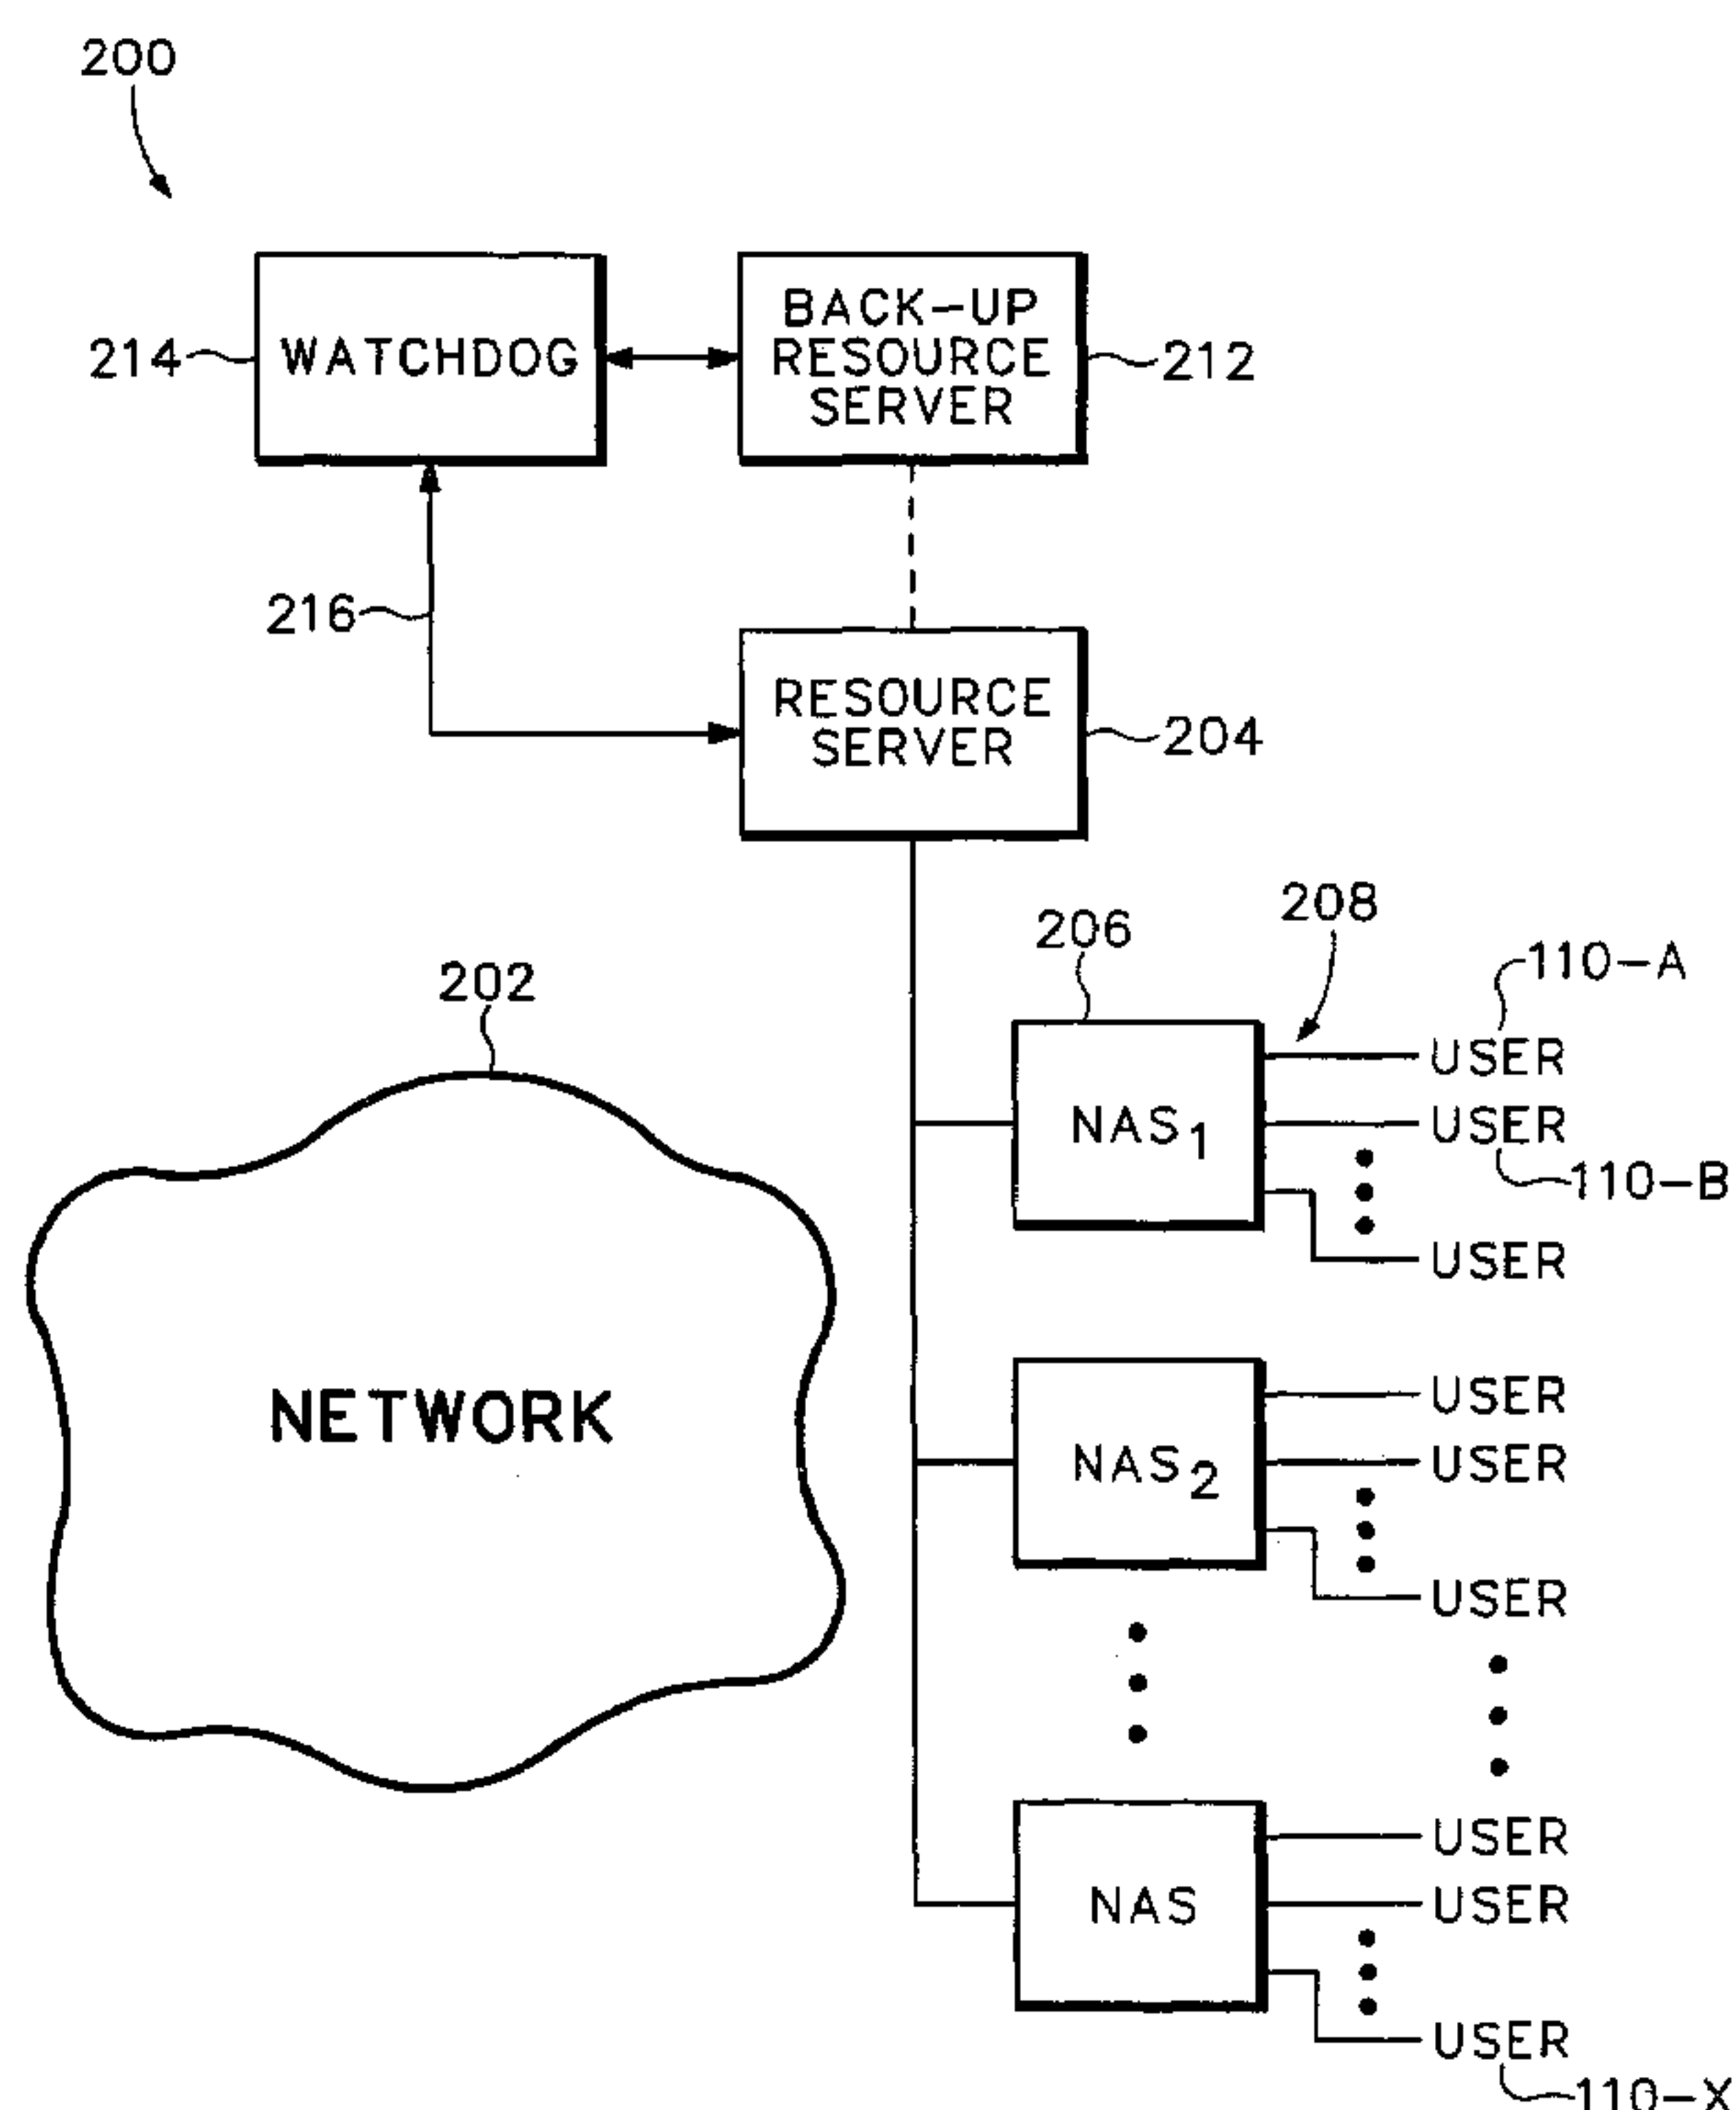 200
214
WATCHDOG
BACK-UP
RESOURCE
SERVER
212
216
RESOURCE
SERVER
204
202
NETWORK
206
208
110-A
NAS1
USER
USER
110-B
USER
NAS2
USER
USER
USER
NAS
USER
USER
USER
110-X